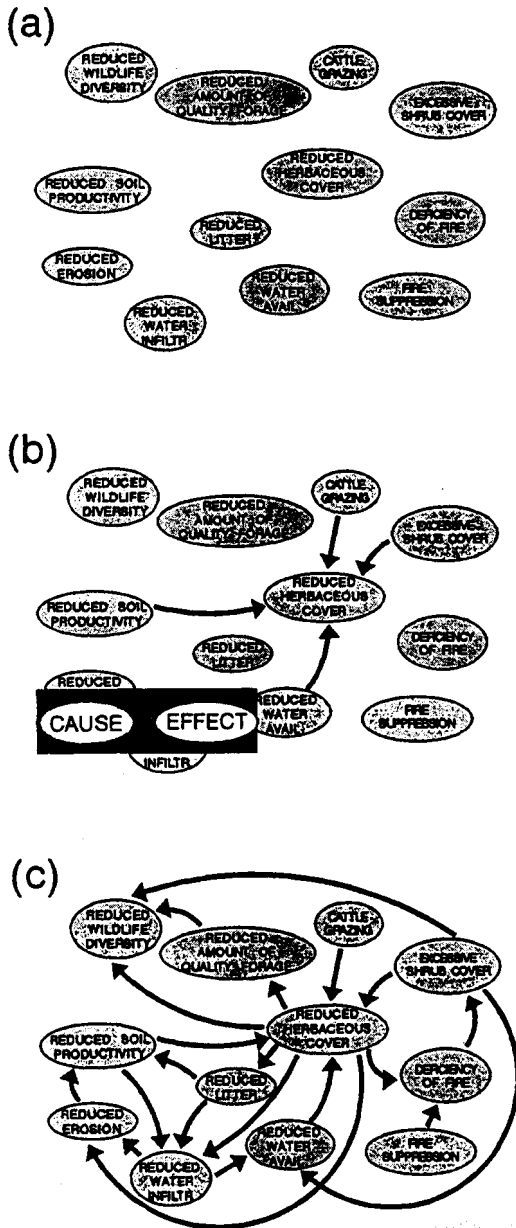 (a)
REDUCED
WILDLIFE
DIVERSITY
REDUCED
AMOUNT OF
QUALITY FORAGE
CATTLE
GRAZING
EXCESSIVE
SHRUB COVER
REDUCED
HERBACEOUS
COVER
REDUCED SOIL
PRODUCTIVITY
REDUCED
LITTER
DEFICIENCY
OF FIRE
REDUCED
EROSION
REDUCED
WATER
AVAIL.
FIRE
SUPPRESSION
REDUCED
WATER
INFILTR
(b)
REDUCED
WILDLIFE
DIVERSITY
REDUCED
AMOUNT OF
QUALITY FORAGE
CATTLE
GRAZING
EXCESSIVE
SHRUB COVER
REDUCED
HERBACEOUS
COVER
REDUCED SOIL
PRODUCTIVITY
REDUCED
LITTER
DEFICIENCY
OF FIRE
REDUCED
CAUSE
EFFECT
REDUCED
WATER
AVAIL.
FIRE
SUPPRESSION
INFILTR
(c)
REDUCED
WILDLIFE
DIVERSITY
REDUCED
AMOUNT OF
QUALITY FORAGE
CATTLE
GRAZING
EXCESSIVE
SHRUB COVER
REDUCED
HERBACEOUS
COVER
REDUCED SOIL
PRODUCTIVITY
REDUCED
LITTER
DEFICIENCY
OF FIRE
REDUCED
EROSION
REDUCED
WATER
AVAIL.
FIRE
SUPPRESSION
REDUCED
WATER
INFILTR